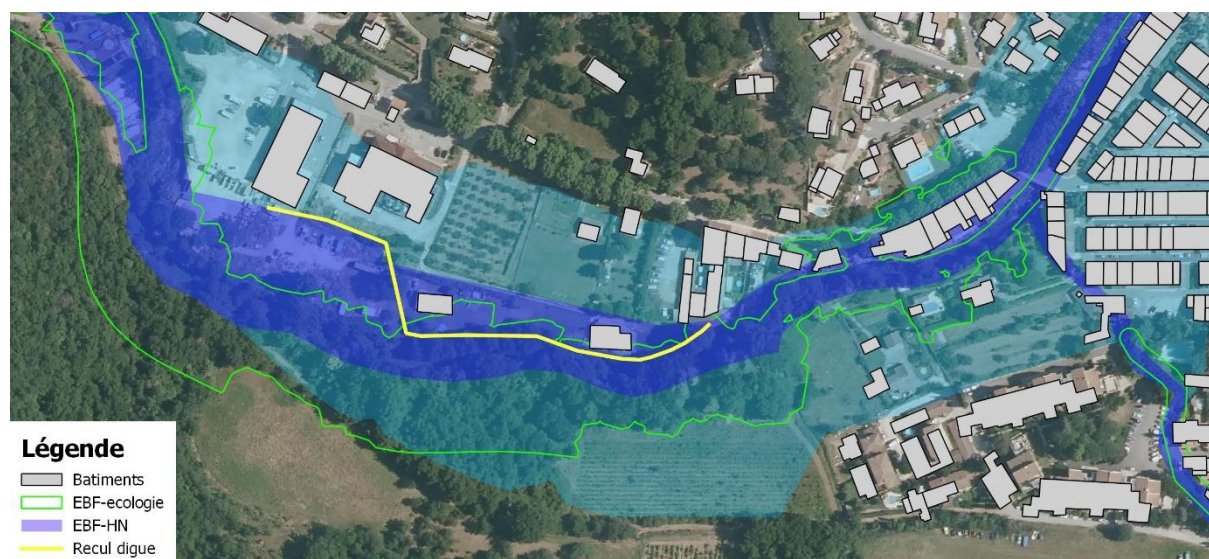 Légende
Batiments
EBF-ecologie
EBF-HN
Recul digue